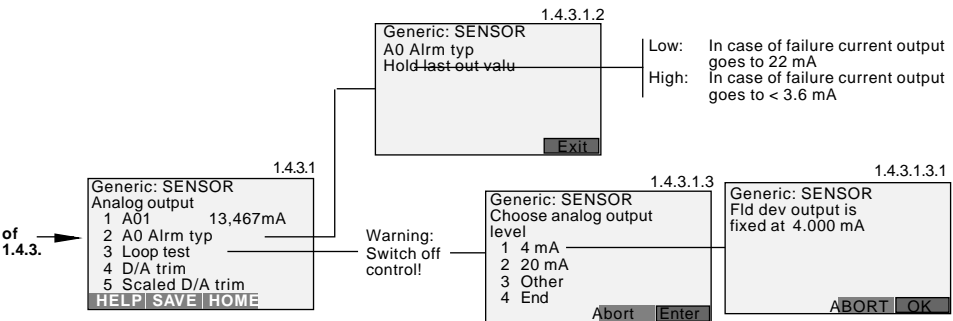 1.4.3.1.2
Generic: SENSOR
A0 Alrm typ
Hold last out valu
Exit
Low: In case of failure current output
goes to 22 mA
High: In case of failure current output
goes to < 3.6 mA
of
1.4.3.
1.4.3.1
Generic: SENSOR
Analog output
1 A01 13,467mA
2 A0 Alrm typ
3 Loop test
4 D/A trim
5 Scaled D/A trim
HELP SAVE HOME
Warning:
Switch off
control!
1.4.3.1.3
Generic: SENSOR
Choose analog output
level
1 4 mA
2 20 mA
3 Other
4 End
Abort Enter
1.4.3.1.3.1
Generic: SENSOR
Fld dev output is
fixed at 4.000 mA
ABORT OK